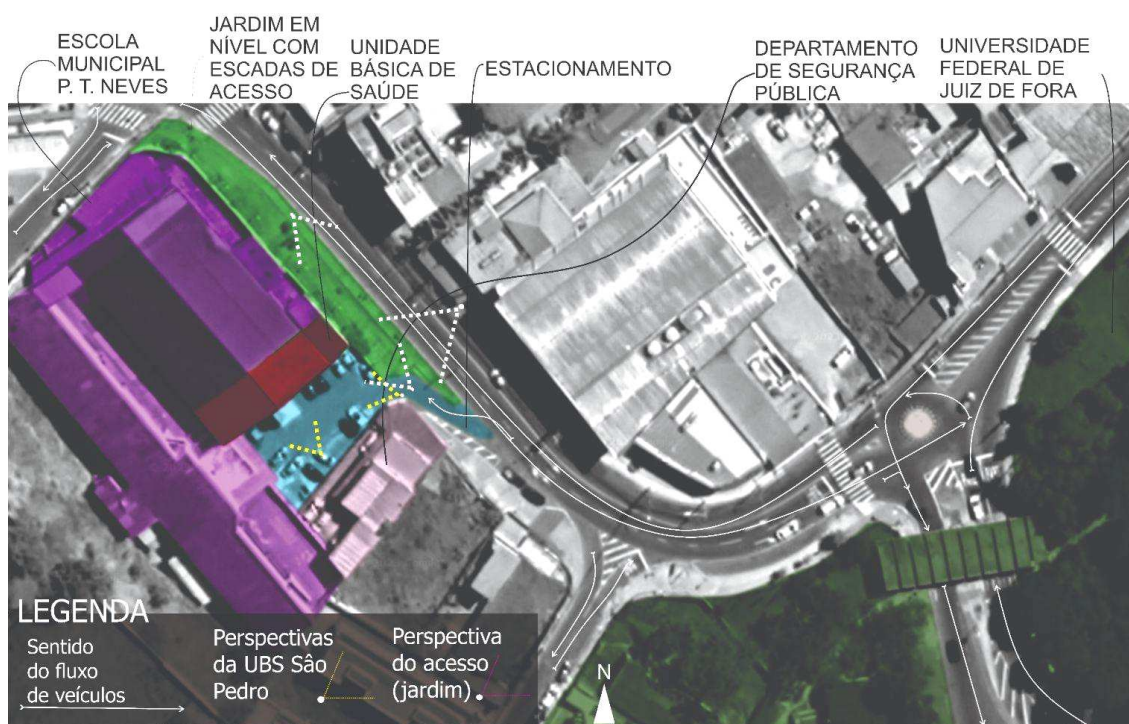 ESCOLA
MUNICIPAL
P. T. NEVES
JARDIM EM
NÍVEL COM
ESCADAS DE
ACESSO
UNIDADE
BÁSICA DE
SAÚDE
ESTACIONAMENTO
DEPARTAMENTO
DE SEGURANÇA
PÚBLICA
UNIVERSIDADE
FEDERAL DE
JUIZ DE FORA
LEGENDA
Sentido
do fluxo
de veículos
Perspectivas
da UBS Sâo
Pedro
Perspectiva
do acesso
(jardim)
N